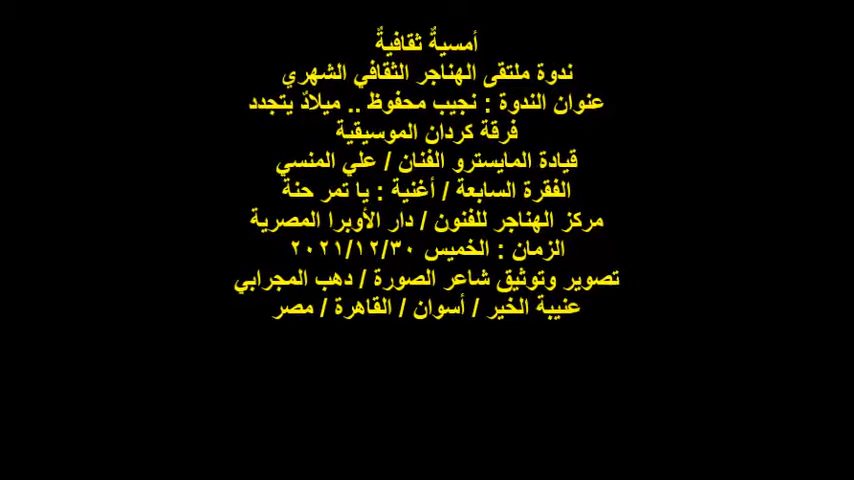 أمسيةٌ ثقافيةٌ
ندوة ملتقى الهناجر الثقافي الشهري
عنوان الندوة : نجيب محفوظ .. ميلادٌ يتجدد
فرقة كردان الموسيقية
قيادة المايسترو الفنان / علي المنسي
الفقرة السابعة / أغنية : يا تمر حنة
مركز الهناجر للفنون / دار الأوبرا المصرية
الزمان : الخميس ٢٠٢١/١٢/٣٠
تصوير وتوثيق شاعر الصورة / دهب المجرابي
عنيبة الخير / أسوان / القاهرة / مصر